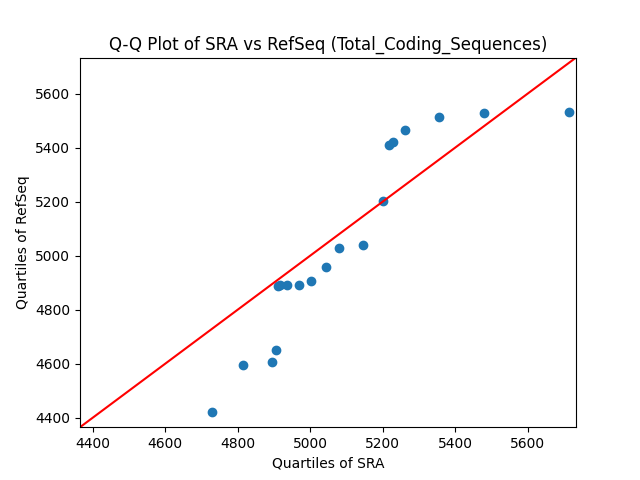 Q-Q Plot of SRA vs RefSeq (Total_Coding_Sequences)
5600
5400
5200
5000
4800
4600
4400
Quartiles of RefSeq
4400 4600 4800 5000 5200 5400 5600
Quartiles of SRA